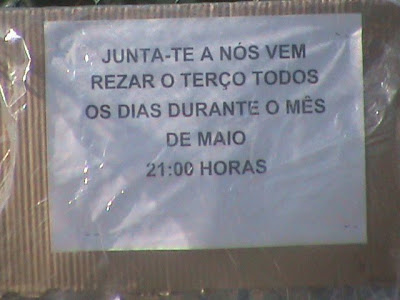 JUNTA-TE A NÓS VEM
REZAR O TERÇO TODOS
OS DIAS DURANTE O MÊS
DE MAIO
21:00 HORAS